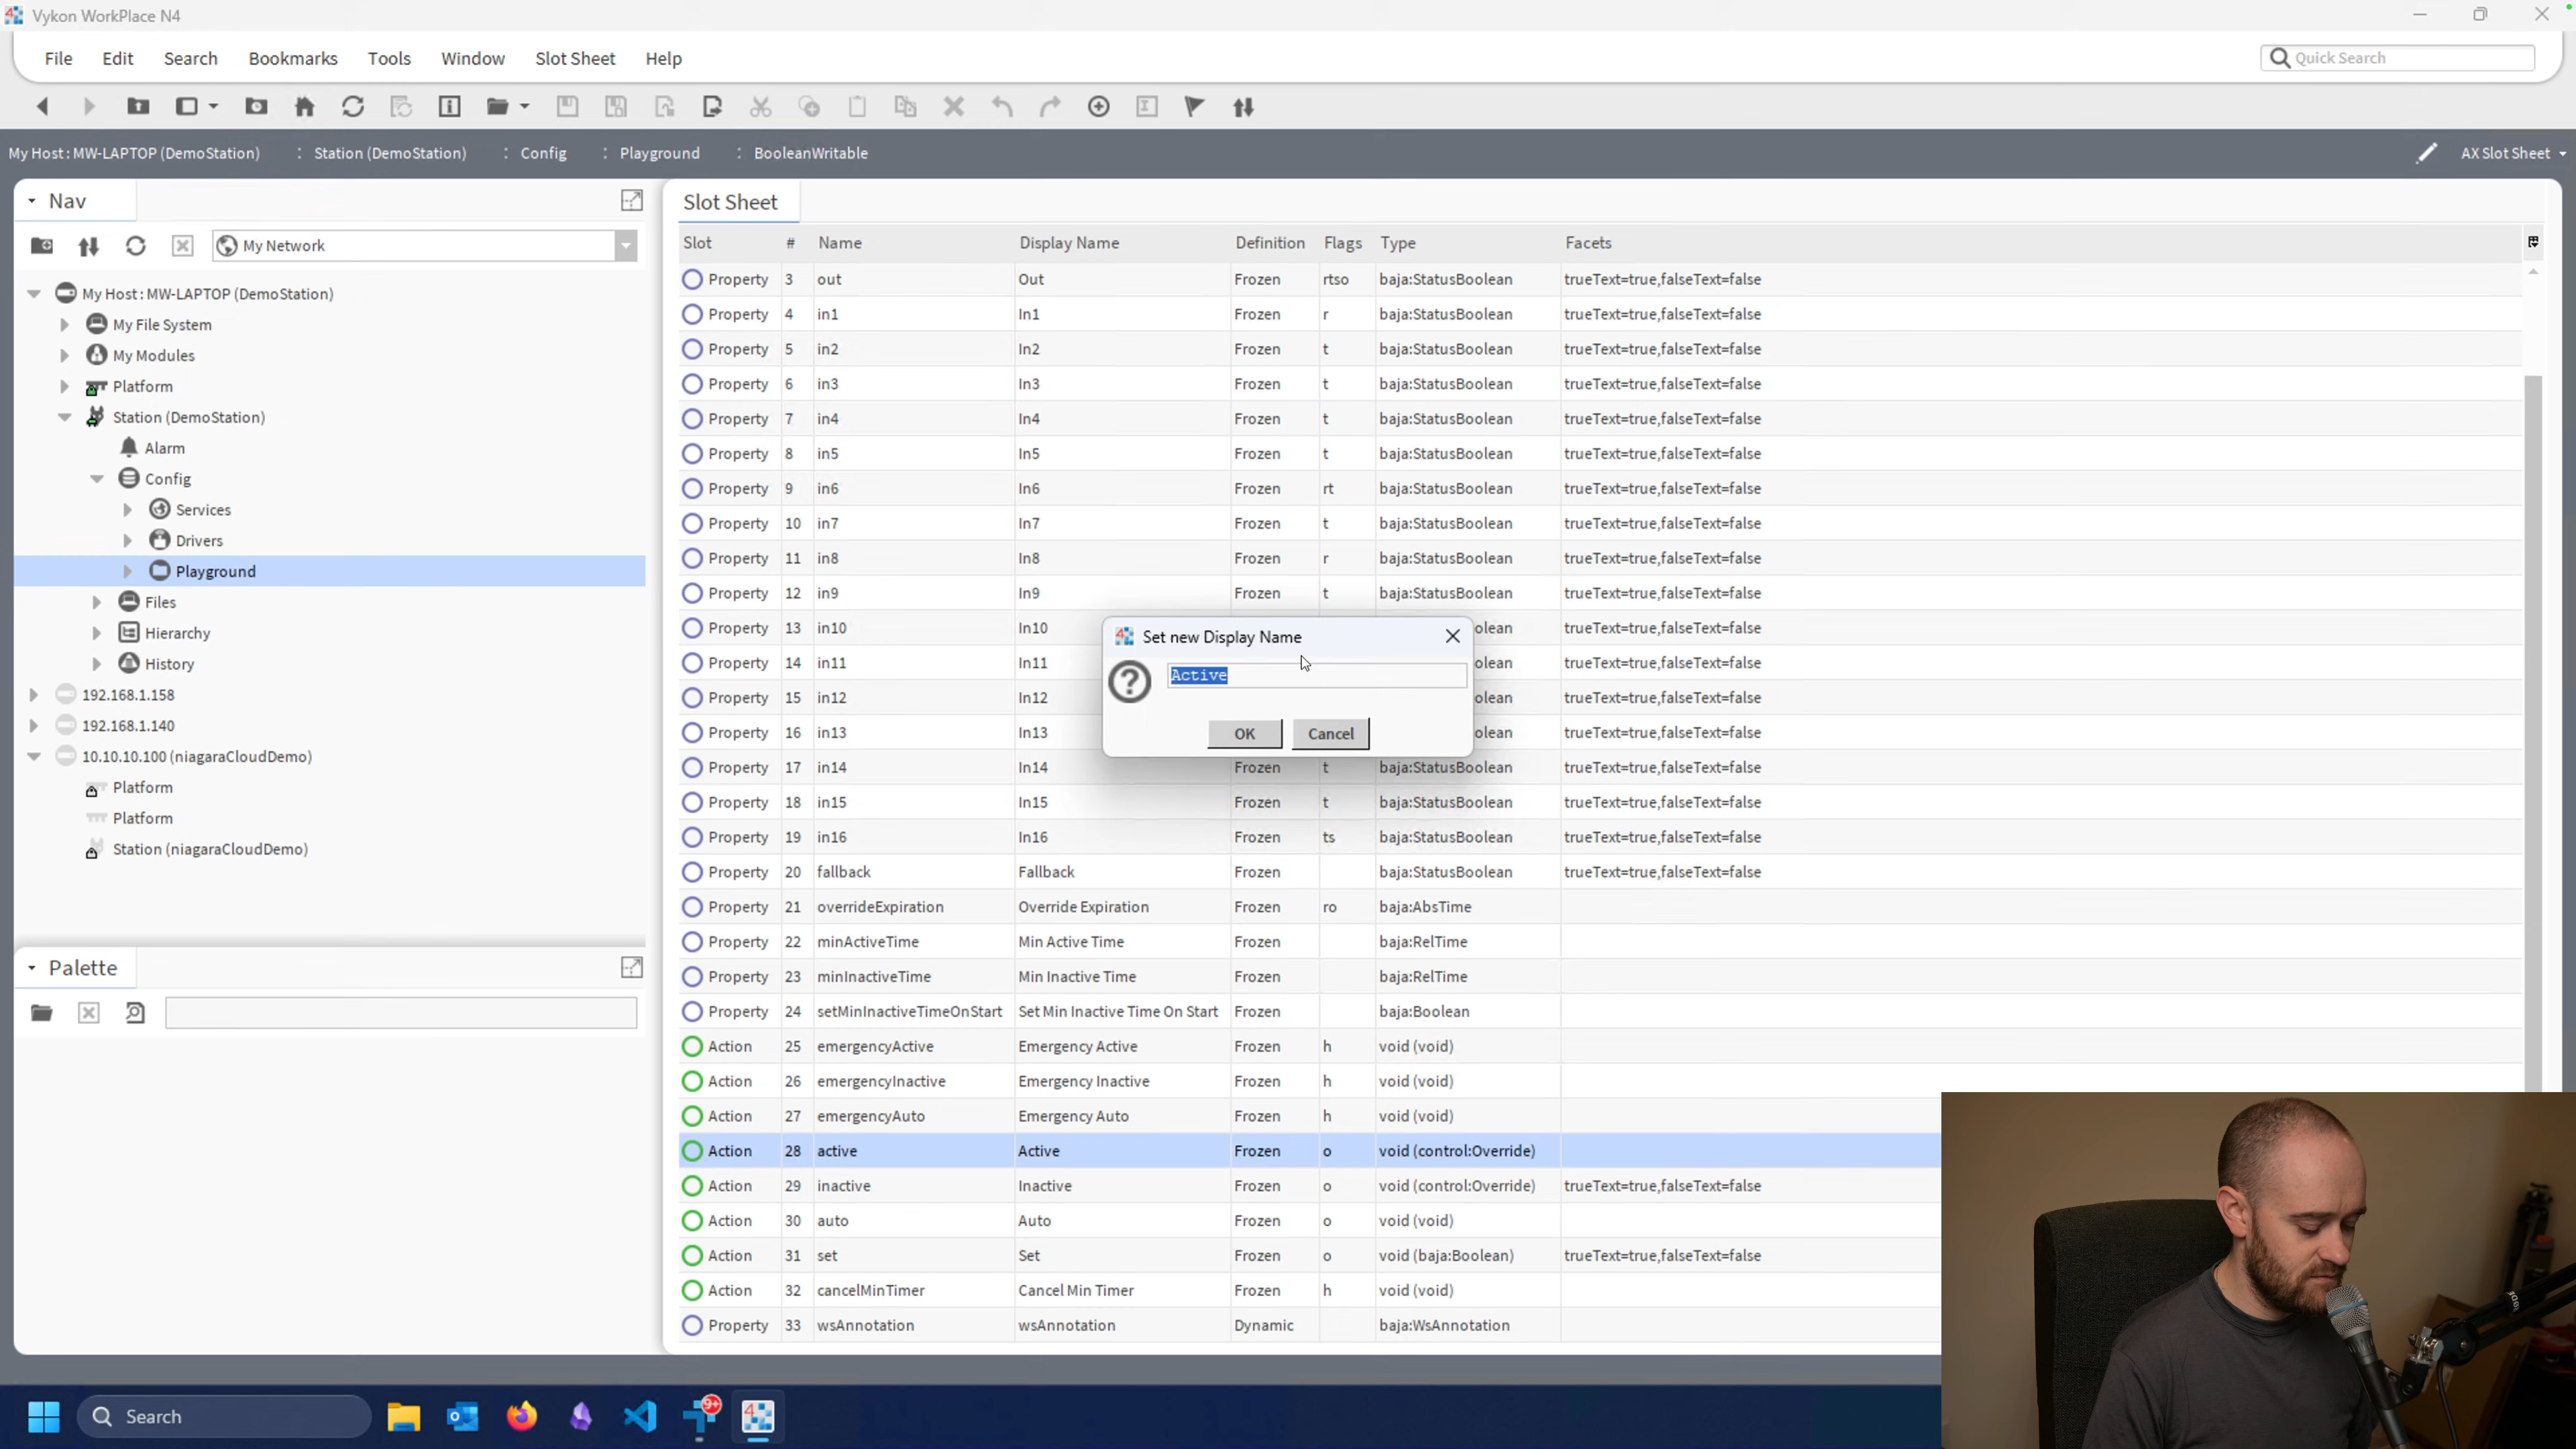 Vykon WorkPlace N4
File Edit Search Bookmarks Tools Window Slot Sheet Help
Quick Search
My Host : MW-LAPTOP (DemoStation) : Station (DemoStation) : Config : Playground : BooleanWritable
AX Slot Sheet
Nav
My Network
My Host : MW-LAPTOP (DemoStation)
My File System
My Modules
Platform
Station (DemoStation)
Alarm
Config
Services
Drivers
Playground
Files
Hierarchy
History
192.168.1.158
192.168.1.140
10.10.10.100 (niagaraCloudDemo)
Platform
Platform
Station (niagaraCloudDemo)
Palette
Slot Sheet
Slot # Name Display Name Definition Flags Type Facets
Property 3 out Out Frozen rtso baja:StatusBoolean trueText=true,falseText=false
Property 4 in1 In1 Frozen r baja:StatusBoolean trueText=true,falseText=false
Property 5 in2 In2 Frozen t baja:StatusBoolean trueText=true,falseText=false
Property 6 in3 In3 Frozen t baja:StatusBoolean trueText=true,falseText=false
Property 7 in4 In4 Frozen t baja:StatusBoolean trueText=true,falseText=false
Property 8 in5 In5 Frozen t baja:StatusBoolean trueText=true,falseText=false
Property 9 in6 In6 Frozen rt baja:StatusBoolean trueText=true,falseText=false
Property 10 in7 In7 Frozen t baja:StatusBoolean trueText=true,falseText=false
Property 11 in8 In8 Frozen r baja:StatusBoolean trueText=true,falseText=false
Property 12 in9 In9 Frozen t baja:StatusBoolean trueText=true,falseText=false
Property 13 in10 In10 olean trueText=true,falseText=false
Property 14 in11 In11 olean trueText=true,falseText=false
Property 15 in12 In12 olean trueText=true,falseText=false
Property 16 in13 In13 olean trueText=true,falseText=false
Property 17 in14 In14 Frozen t baja:StatusBoolean trueText=true,falseText=false
Property 18 in15 In15 Frozen t baja:StatusBoolean trueText=true,falseText=false
Property 19 in16 In16 Frozen ts baja:StatusBoolean trueText=true,falseText=false
Property 20 fallback Fallback Frozen baja:StatusBoolean trueText=true,falseText=false
Property 21 overrideExpiration Override Expiration Frozen ro baja:AbsTime
Property 22 minActiveTime Min Active Time Frozen baja:RelTime
Property 23 minInactiveTime Min Inactive Time Frozen baja:RelTime
Property 24 setMinInactiveTimeOnStart Set Min Inactive Time On Start Frozen baja:Boolean
Action 25 emergencyActive Emergency Active Frozen h void (void)
Action 26 emergencyInactive Emergency Inactive Frozen h void (void)
Action 27 emergencyAuto Emergency Auto Frozen h void (void)
Action 28 active Active Frozen o void (control:Override)
Action 29 inactive Inactive Frozen o void (control:Override) trueText=true,falseText=false
Action 30 auto Auto Frozen o void (void)
Action 31 set Set Frozen o void (baja:Boolean) trueText=true,falseText=false
Action 32 cancelMinTimer Cancel Min Timer Frozen h void (void)
Property 33 wsAnnotation wsAnnotation Dynamic baja:WsAnnotation
Set new Display Name
Active
OK Cancel
Search
9+